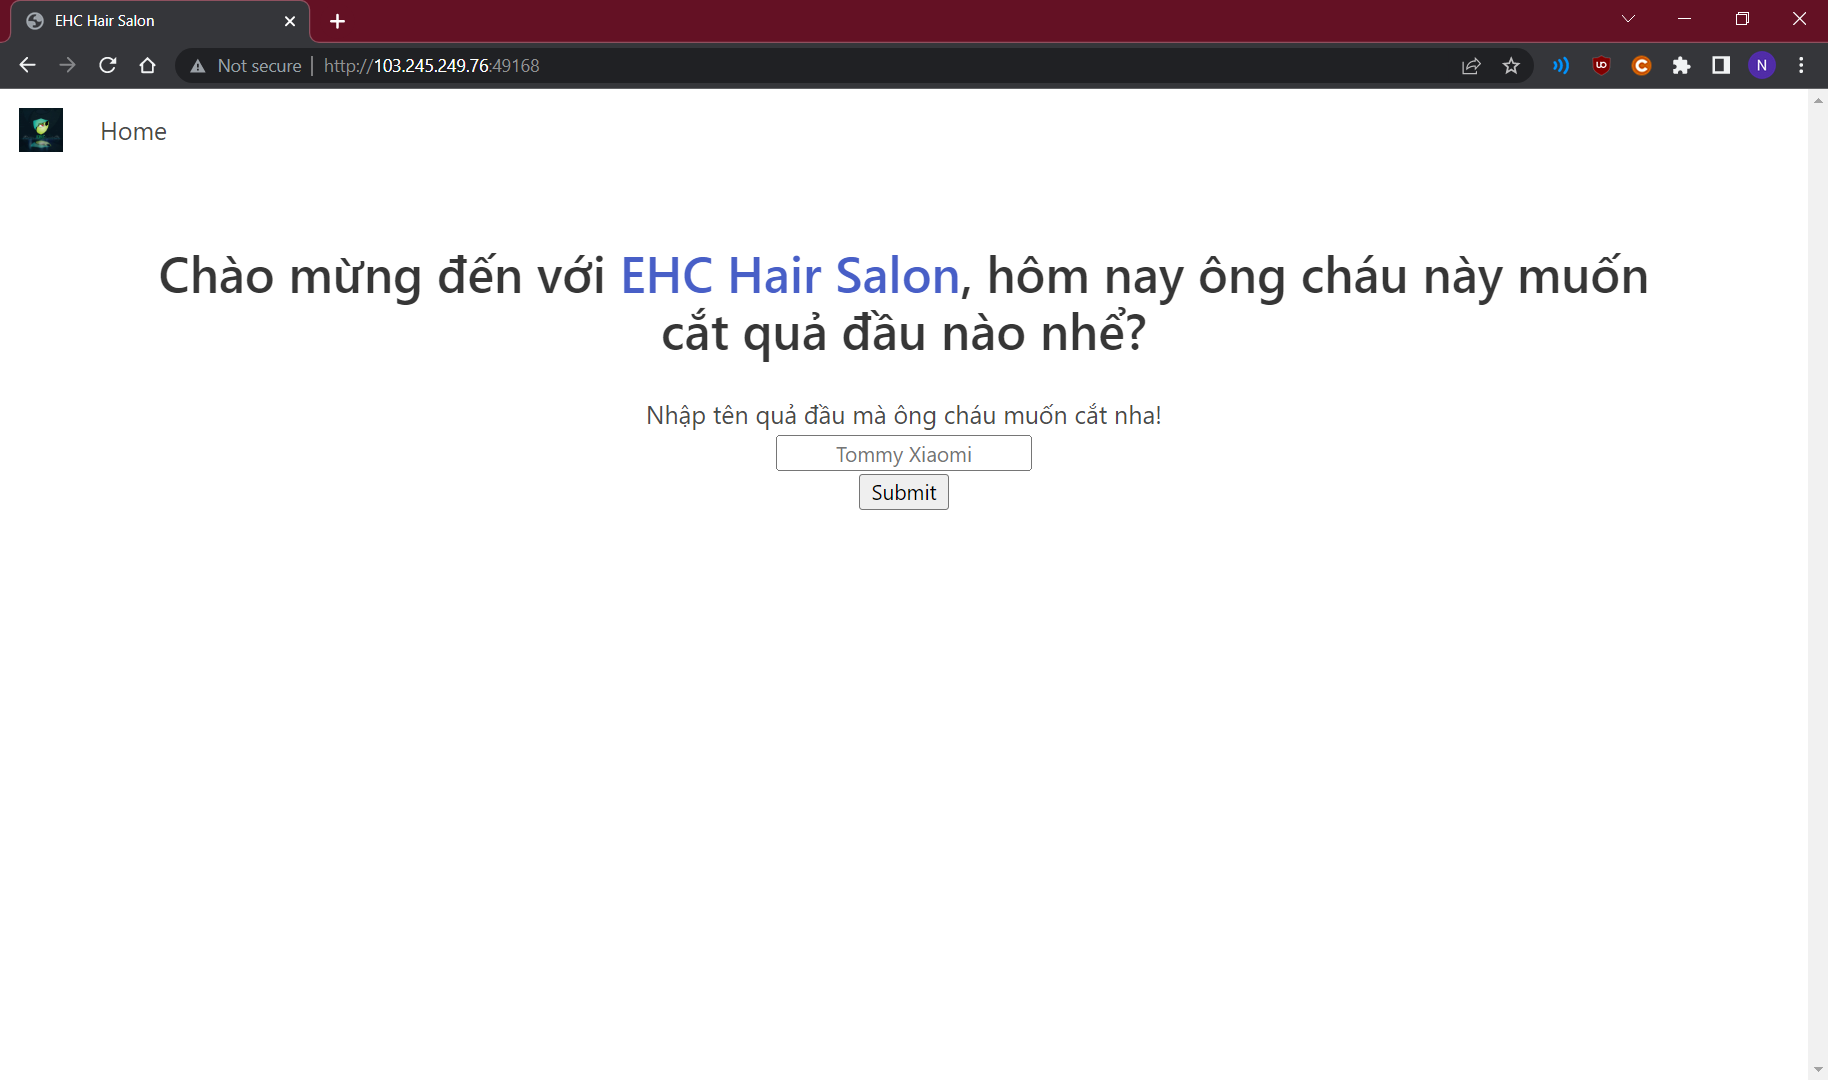 EHC Hair Salon
Not secure | http://103.245.249.76:49168
N
Home
Chào mừng đến với EHC Hair Salon, hôm nay ông cháu này muốn
cắt quả đầu nào nhể?
Nhập tên quả đầu mà ông cháu muốn cắt nha!
Tommy Xiaomi
Submit